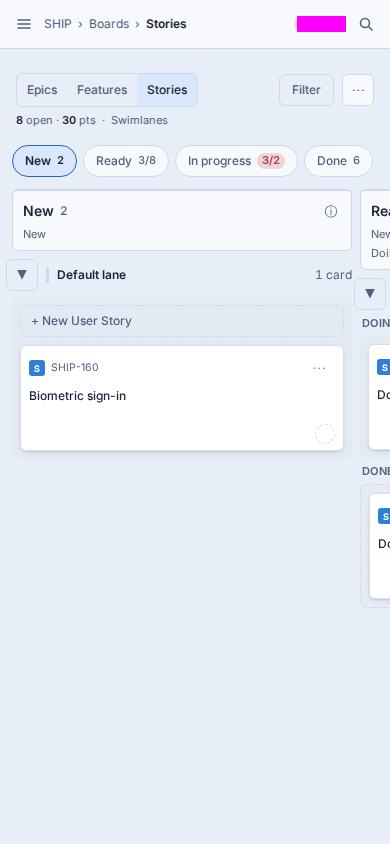 SHIP › Boards › Stories
Epics Features Stories
Filter ...
8 open · 30 pts · Swimlanes
New 2 Ready 3/8 In progress 3/2 Done 6
New 2
New
Default lane 1 card
+ New User Story
S SHIP-160 ...
Biometric sign-in
Rea
New
Doi
DOIN
S
Do
DONE
S
Do